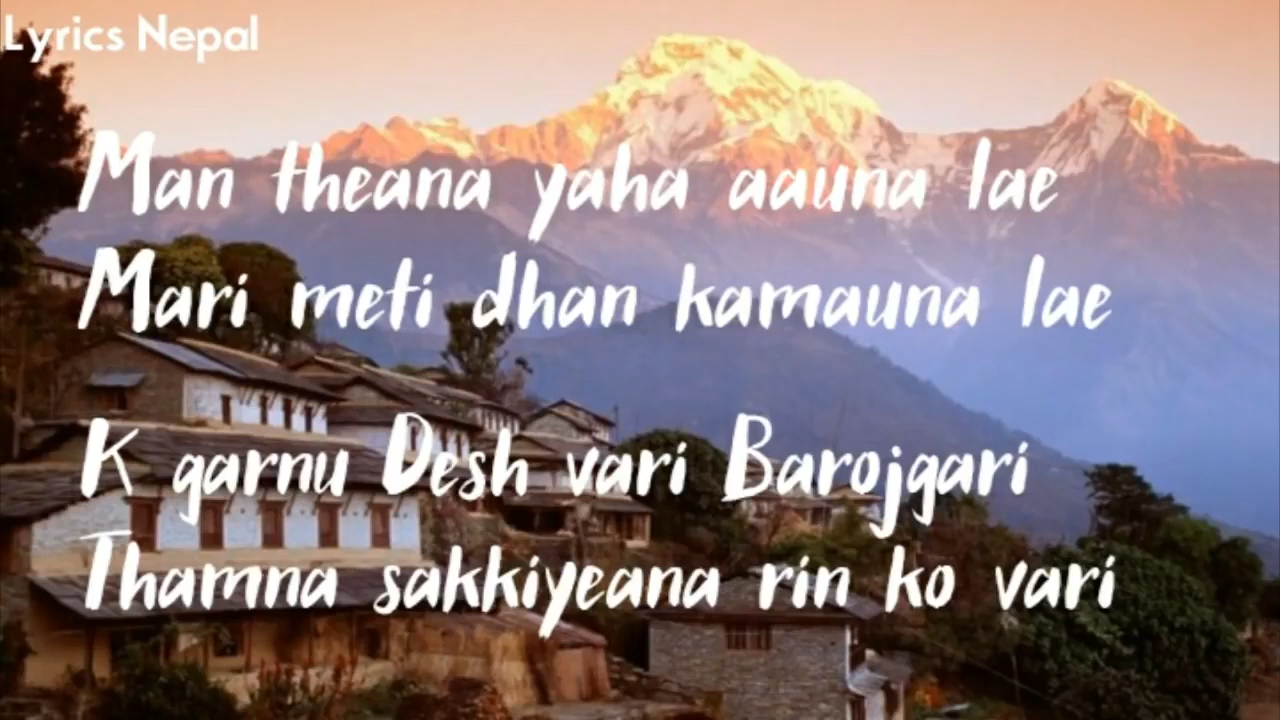 Lyrics Nepal
Man theana yaha aauna lae
Mari meti dhan kamauna lae
K garnu Desh vari Barojgari
Thamna sakkiyeana rin ko vari